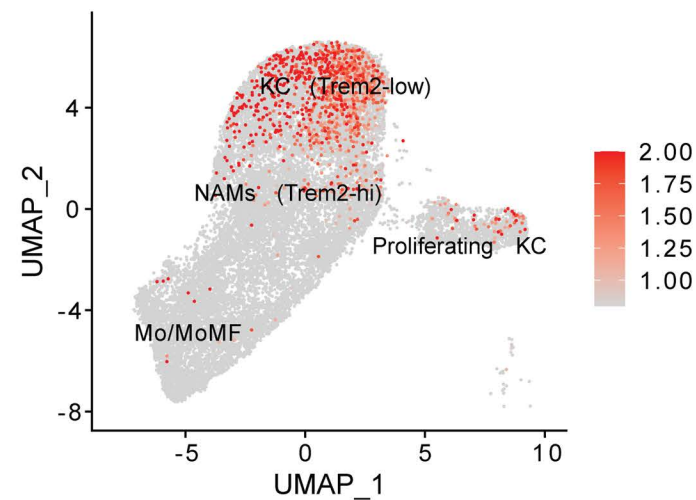 KC (Trem2-low)
4
2.00
1.75
NAMs (Trem2-hi)
0
1.50
Proliferating KC
1.25
1.00
-4
Mo/MoMF
-8
-5 0 5 10
UMAP_1
UMAP_2